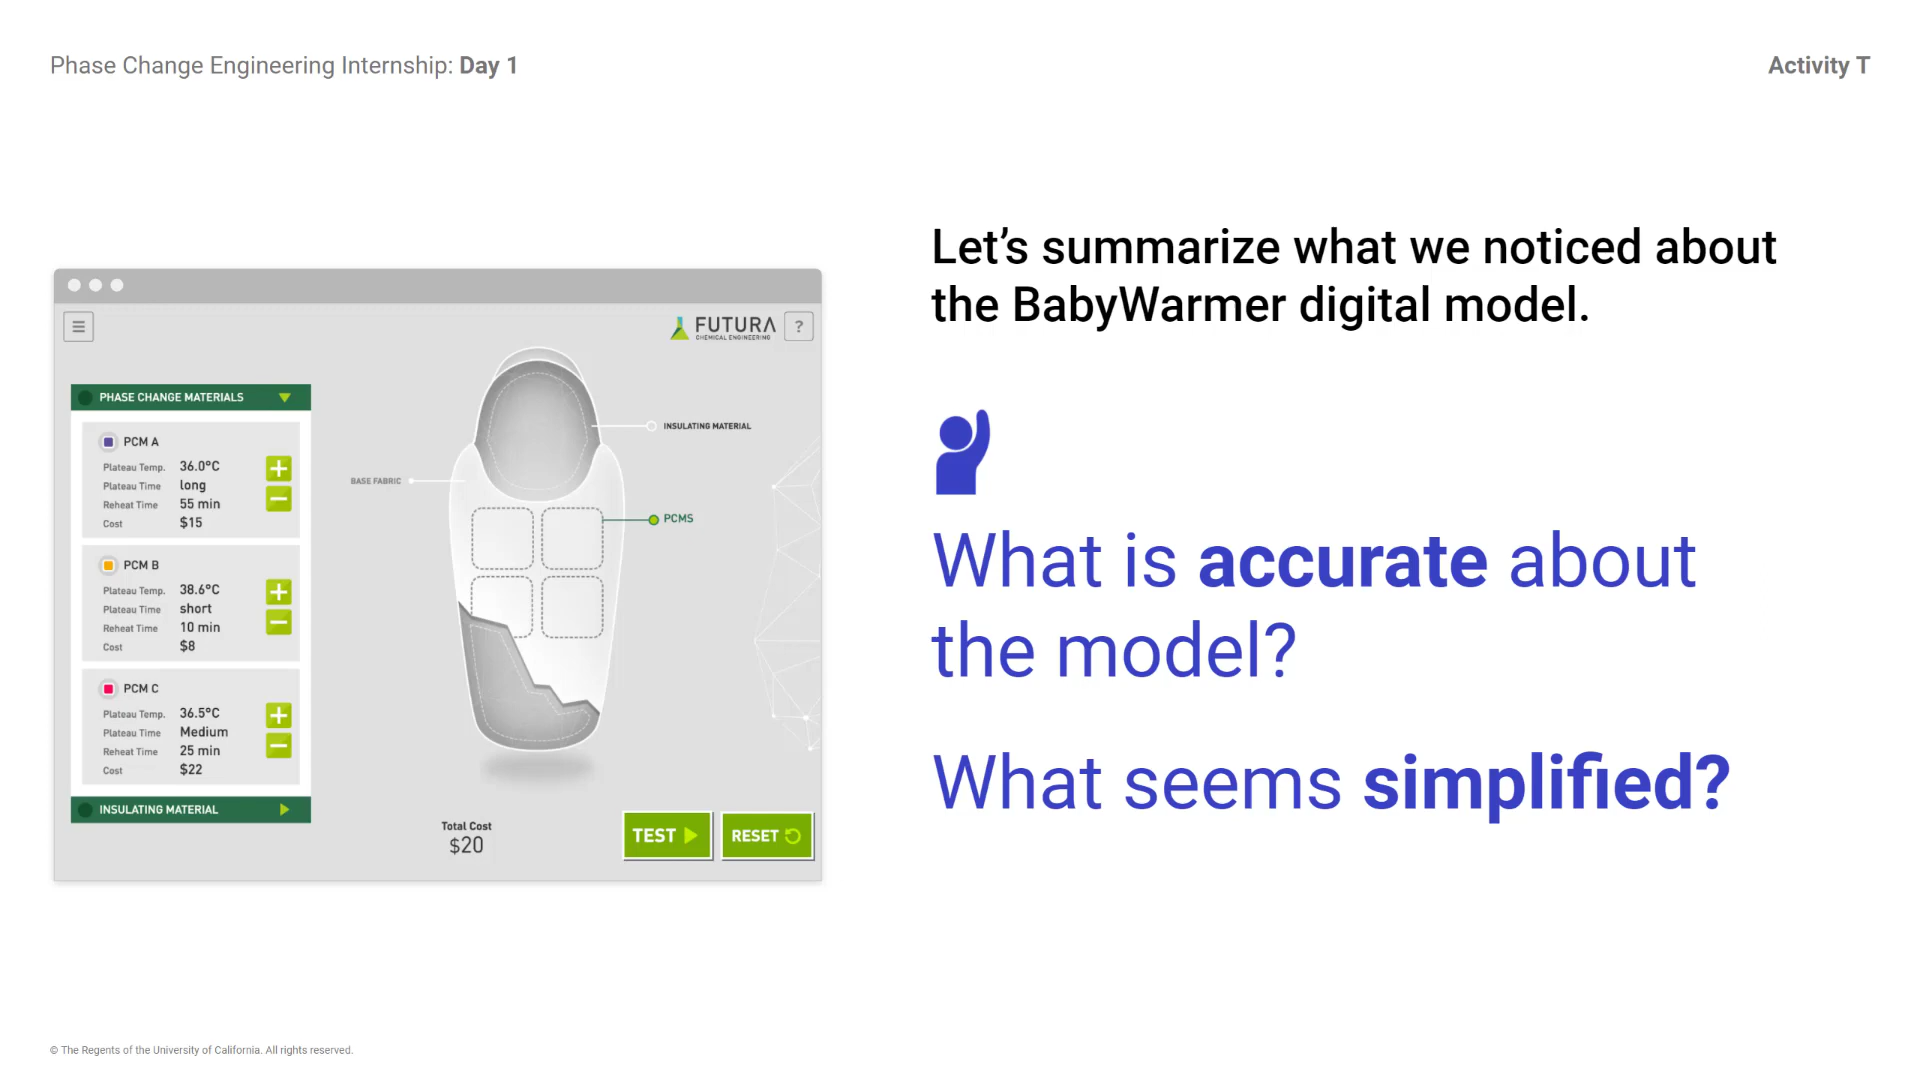 Phase Change Engineering Internship: Day 1
Activity T
FUTURA
CHEMICAL ENGINEERING
?
PHASE CHANGE MATERIALS
PCM A
Plateau Temp. 36.0°C
Plateau Time long
Reheat Time 55 min
Cost $15
PCM B
Plateau Temp. 38.6°C
Plateau Time short
Reheat Time 10 min
Cost $8
PCM C
Plateau Temp. 36.5°C
Plateau Time Medium
Reheat Time 25 min
Cost $22
INSULATING MATERIAL
INSULATING MATERIAL
BASE FABRIC
PCMS
Total Cost
$20
TEST
RESET
Let's summarize what we noticed about
the BabyWarmer digital model.
What is accurate about
the model?
What seems simplified?
© The Regents of the University of California. All rights reserved.